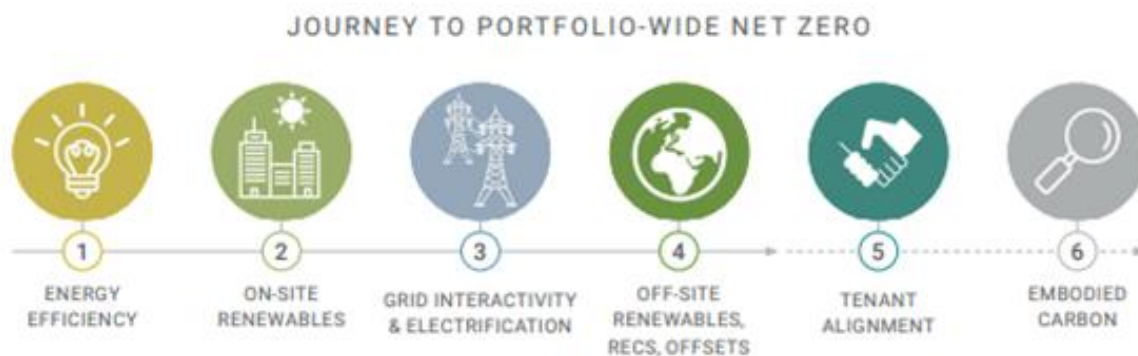 JOURNEY TO PORTFOLIO-WIDE NET ZERO
1
ENERGY
EFFICIENCY
2
ON-SITE
RENEWABLES
3
GRID INTERACTIVITY
& ELECTRIFICATION
4
OFF-SITE
RENEWABLES,
RECS, OFFSETS
5
TENANT
ALIGNMENT
6
EMBODIED
CARBON